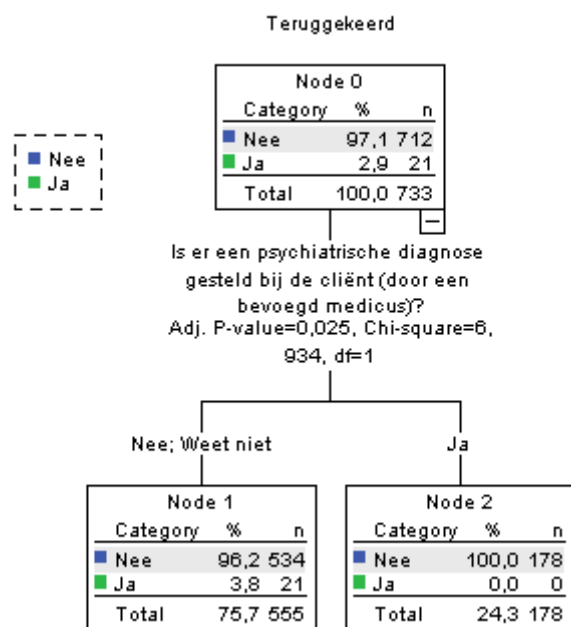 Teruggekeerd
Node 0
Category % n
Nee 97,1 712
Ja 2,9 21
Total 100,0 733
Nee
Ja
Is er een psychiatrische diagnose
gesteld bij de cliënt (door een
bevoegd medicus)?
Adj. P-value=0,025, Chi-square=6,
934, df=1
Nee; Weet niet
Ja
Node 1
Category % n
Nee 96,2 534
Ja 3,8 21
Total 75,7 555
Node 2
Category % n
Nee 100,0 178
Ja 0,0 0
Total 24,3 178